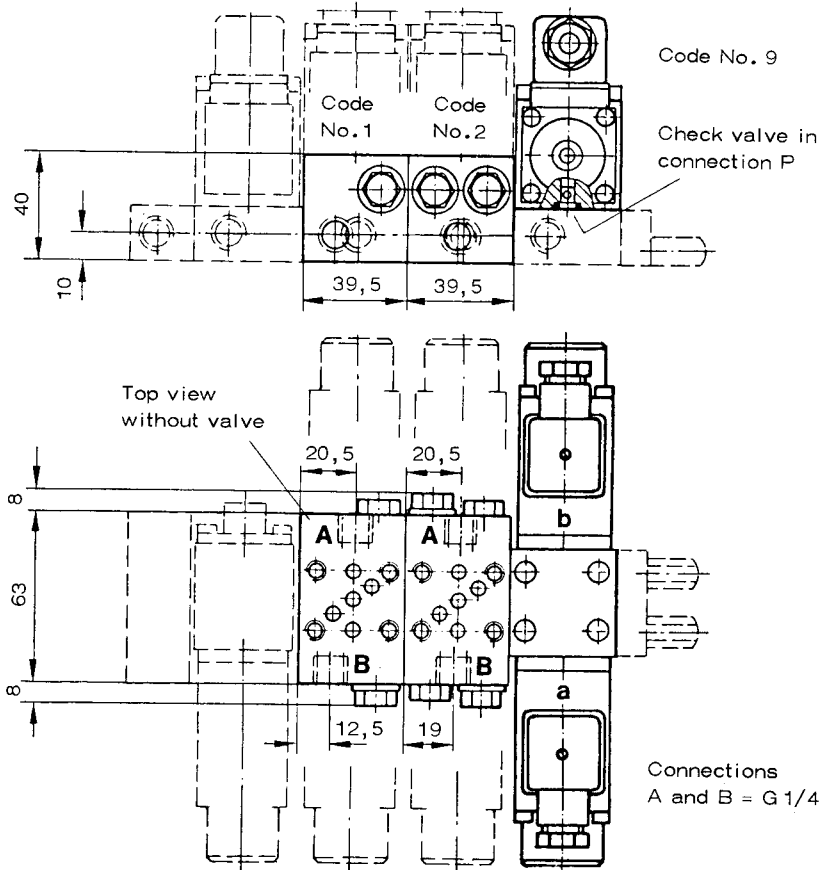 Code No. 9
Code
No.1
Code
No.2
Check valve in
connection P
40
10
39,5
39,5
Top view
without valve
20,5
20,5
8
A
A
b
63
B
B
a
8
12,5
19
Connections
A and B = G 1/4